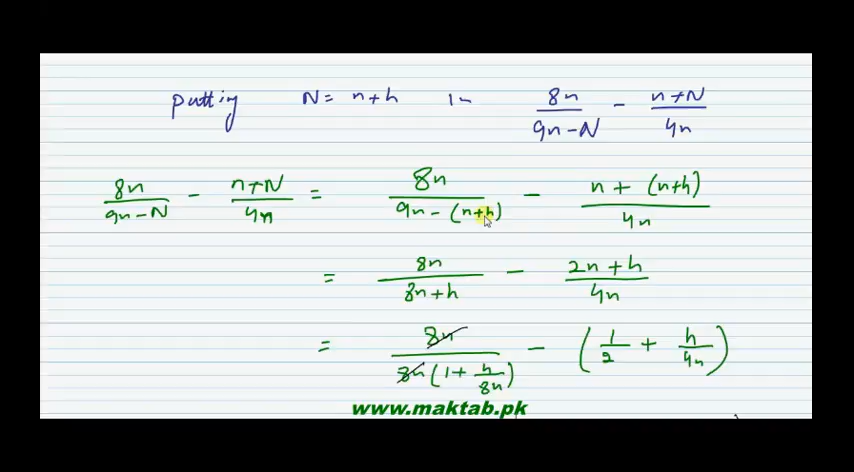 putting N = n+h in 8n/(9n-N) - (n+N)/4n
8n/(9n-N) - (n+N)/4n = 8n/(9n-(n+h)) - (n+(n+h))/4n
= 8n/(8n+h) - (2n+h)/4n
= 8n/(8n(1+h/8n)) - (1/2 + h/4n)
www.maktab.pk